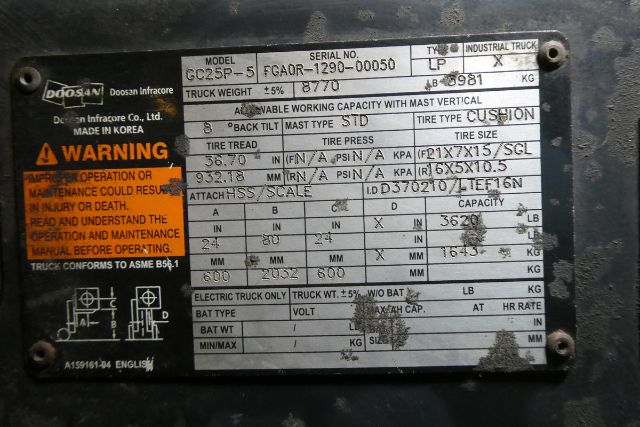 DOOSAN Doosan Infracore
Doosan Infracore Co., Ltd.
MADE IN KOREA
WARNING
IMPROPER OPERATION OR
MAINTENANCE COULD RESULT
IN INJURY OR DEATH.
READ AND UNDERSTAND THE
OPERATION AND MAINTENANCE
MANUAL BEFORE OPERATING.
TRUCK CONFORMS TO ASME B56.1
A B C D
A159161-04 ENGLISH
MODEL SERIAL NO. TYPE INDUSTRIAL TRUCK
GC25P-5 FGA0R-1290-00050 LP X
TRUCK WEIGHT ±5% 8770 LB 3981 KG
ALLOWABLE WORKING CAPACITY WITH MAST VERTICAL
8 ° BACK TILT MAST TYPE STD TIRE TYPE CUSHION
TIRE TREAD TIRE PRESS TIRE SIZE
36.70 IN (F) N/A PSI N/A KPA (F) 21X7X15/SGL
932.18 MM (R) N/A PSI N/A KPA (R) 16X5X10.5
ATTACH HSS/SCALE I.D D370210/LTEF16N
A B C D CAPACITY
IN IN IN X IN 3620 LB
24 80 24 IN LB
MM MM MM X MM 1643 KG
600 2032 600 MM KG
ELECTRIC TRUCK ONLY TRUCK WT. ±5% W/O BAT LB KG
BAT TYPE VOLT MAX AH CAP. AT HR RATE
BAT WT / LB IN
MIN/MAX / KG SIZE MM